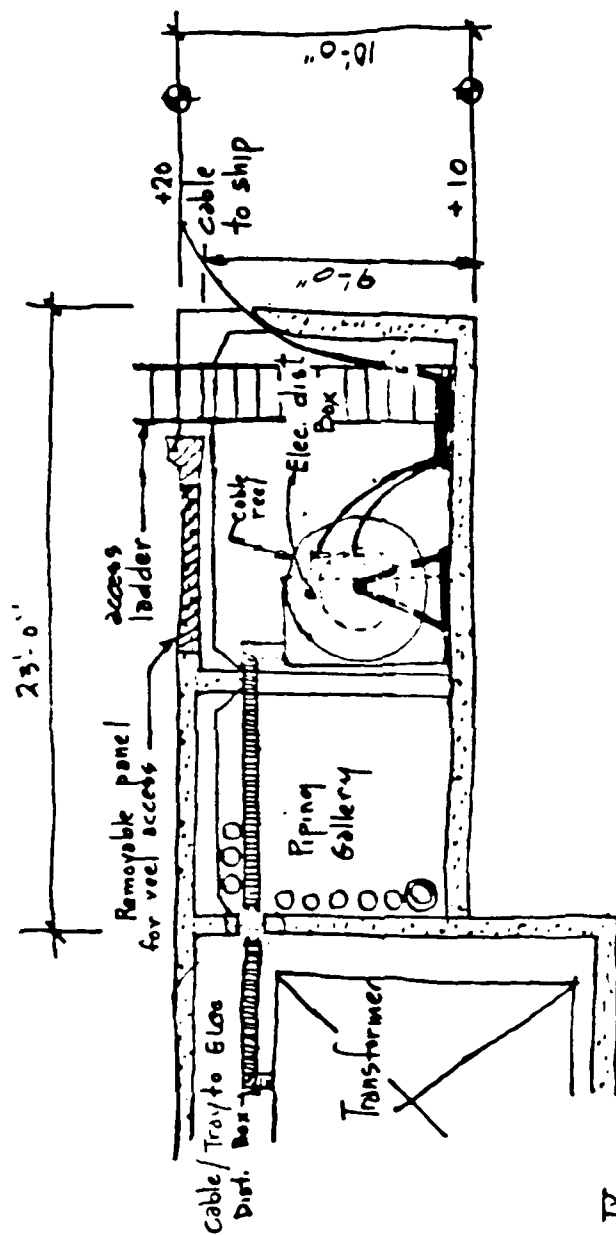 23'-0"
Removable panel
for reel access
access
ladder
+20
cable
to ship
10'-0"
9'-0"
+10
Cable/Tray to Elec
Dist. Box
cable
reel
Elec. dist
Box
Piping
Gallery
Transformer